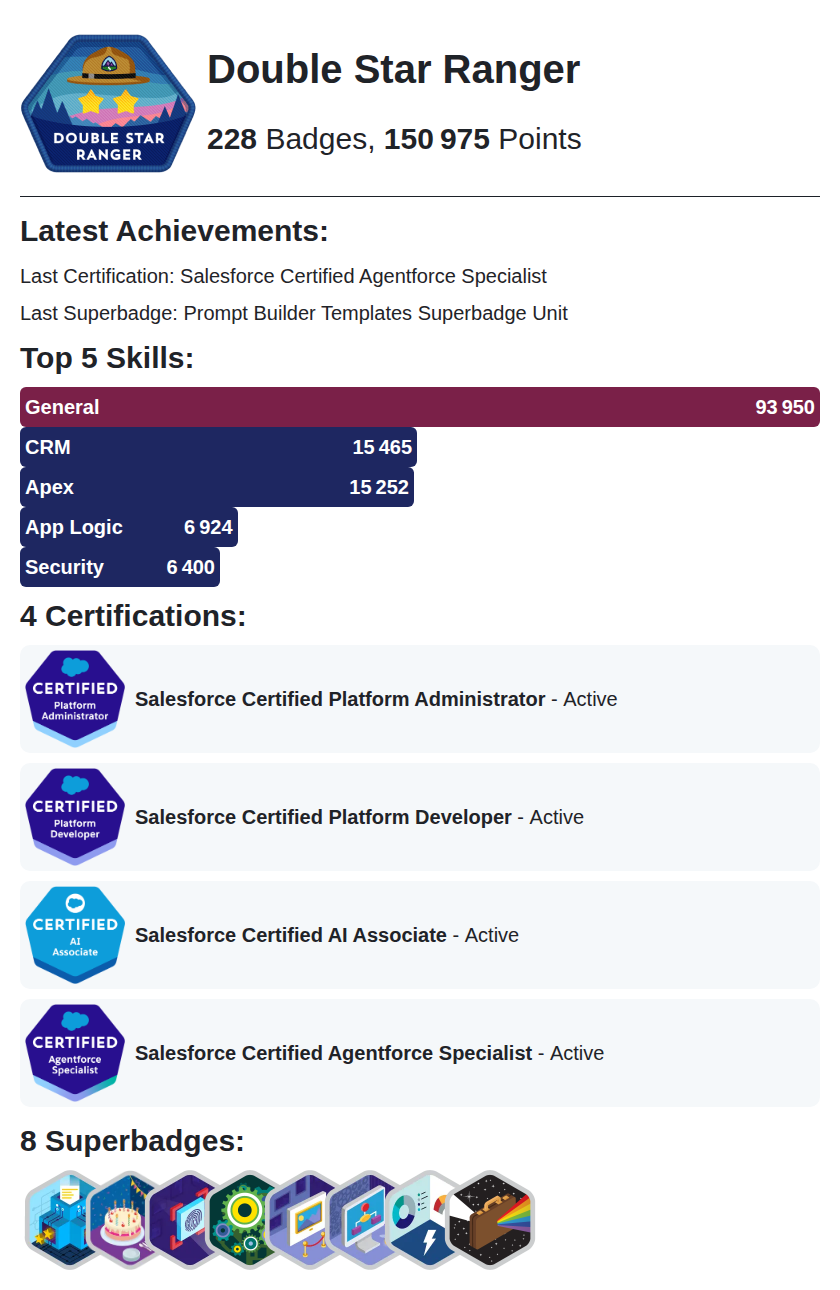 DOUBLE STAR
RANGER
Double Star Ranger
228 Badges, 150 975 Points
Latest Achievements:
Last Certification: Salesforce Certified Agentforce Specialist
Last Superbadge: Prompt Builder Templates Superbadge Unit
Top 5 Skills:
General 93 950
CRM 15 465
Apex 15 252
App Logic 6 924
Security 6 400
4 Certifications:
CERTIFIED
Platform
Administrator
Salesforce Certified Platform Administrator - Active
CERTIFIED
Platform
Developer
Salesforce Certified Platform Developer - Active
CERTIFIED
AI
Associate
Salesforce Certified AI Associate - Active
CERTIFIED
Agentforce
Specialist
Salesforce Certified Agentforce Specialist - Active
8 Superbadges: